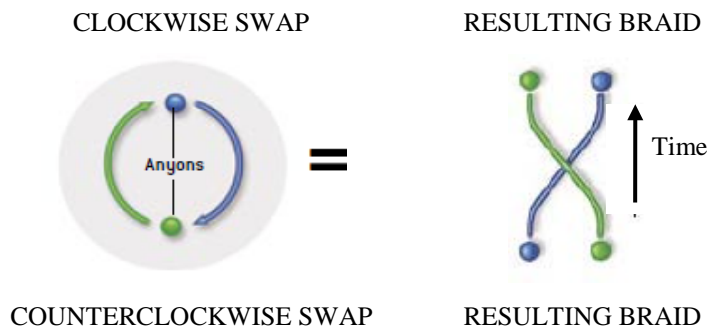 CLOCKWISE SWAP RESULTING BRAID
Anyons
=
Time
COUNTERCLOCKWISE SWAP RESULTING BRAID